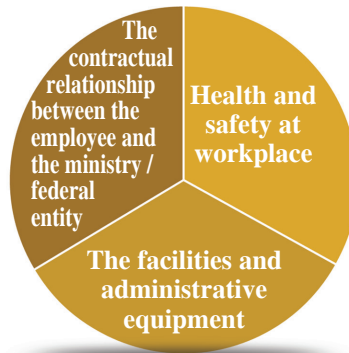 The
contractual
relationship
between the
employee and
the ministry /
federal
entity
Health and
safety at
workplace
The facilities and
administrative
equipment